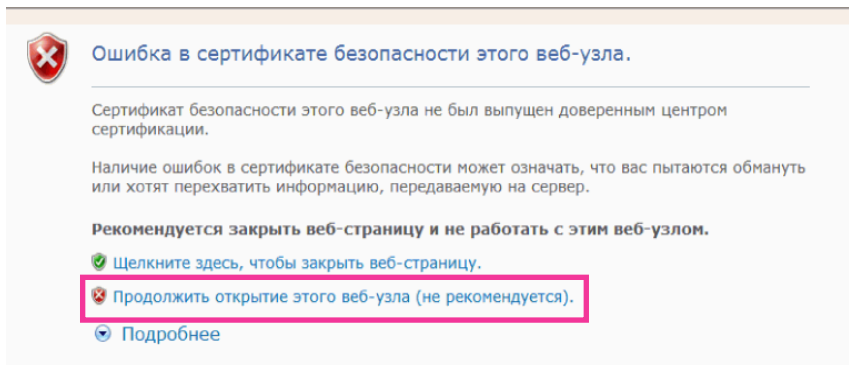 Ошибка в сертификате безопасности этого веб-узла.
Сертификат безопасности этого веб-узла не был выпущен доверенным центром
сертификации.
Наличие ошибок в сертификате безопасности может означать, что вас пытаются обмануть
или хотят перехватить информацию, передаваемую на сервер.
Рекомендуется закрыть веб-страницу и не работать с этим веб-узлом.
Щелкните здесь, чтобы закрыть веб-страницу.
Продолжить открытие этого веб-узла (не рекомендуется).
Подробнее